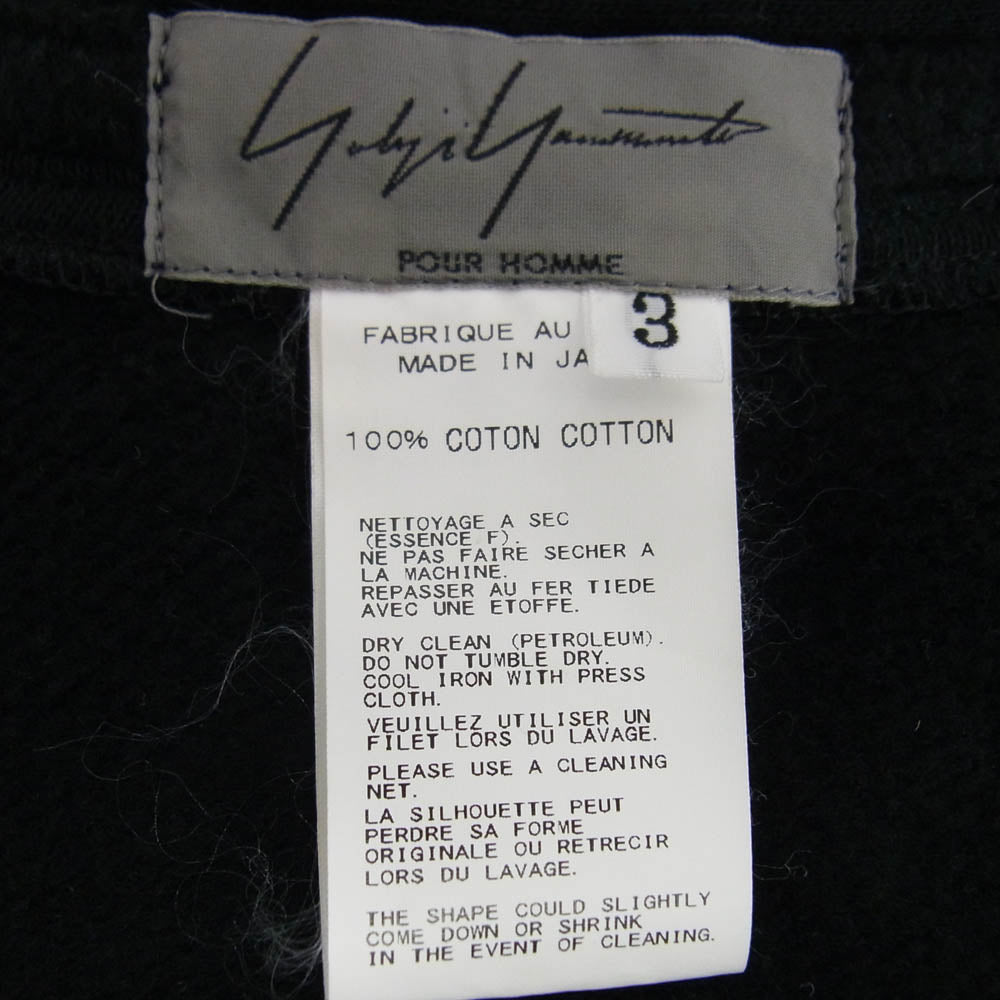 Yohji Yamamoto
POUR HOMME
3
FABRIQUE AU
MADE IN JA
100% COTON COTTON
NETTOYAGE A SEC
(ESSENCE F).
NE PAS FAIRE SECHER A
LA MACHINE.
REPASSER AU FER TIEDE
AVEC UNE ETOFFE.
DRY CLEAN (PETROLEUM).
DO NOT TUMBLE DRY.
COOL IRON WITH PRESS
CLOTH.
VEUILLEZ UTILISER UN
FILET LORS DU LAVAGE.
PLEASE USE A CLEANING
NET.
LA SILHOUETTE PEUT
PERDRE SA FORME
ORIGINALE OU RETRECIR
LORS DU LAVAGE.
THE SHAPE COULD SLIGHTLY
COME DOWN OR SHRINK
IN THE EVENT OF CLEANING.